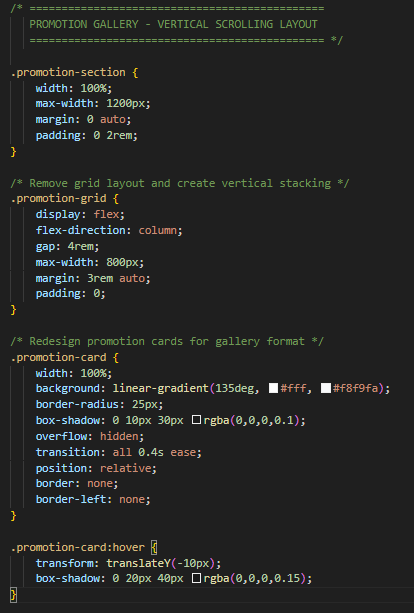 /* =============================================
PROMOTION GALLERY - VERTICAL SCROLLING LAYOUT
============================================= */
.promotion-section {
width: 100%;
max-width: 1200px;
margin: 0 auto;
padding: 0 2rem;
}
/* Remove grid layout and create vertical stacking */
.promotion-grid {
display: flex;
flex-direction: column;
gap: 4rem;
max-width: 800px;
margin: 3rem auto;
padding: 0;
}
/* Redesign promotion cards for gallery format */
.promotion-card {
width: 100%;
background: linear-gradient(135deg, #fff, #f8f9fa);
border-radius: 25px;
box-shadow: 0 10px 30px rgba(0,0,0,0.1);
overflow: hidden;
transition: all 0.4s ease;
position: relative;
border: none;
border-left: none;
}
.promotion-card:hover {
transform: translateY(-10px);
box-shadow: 0 20px 40px rgba(0,0,0,0.15);
}